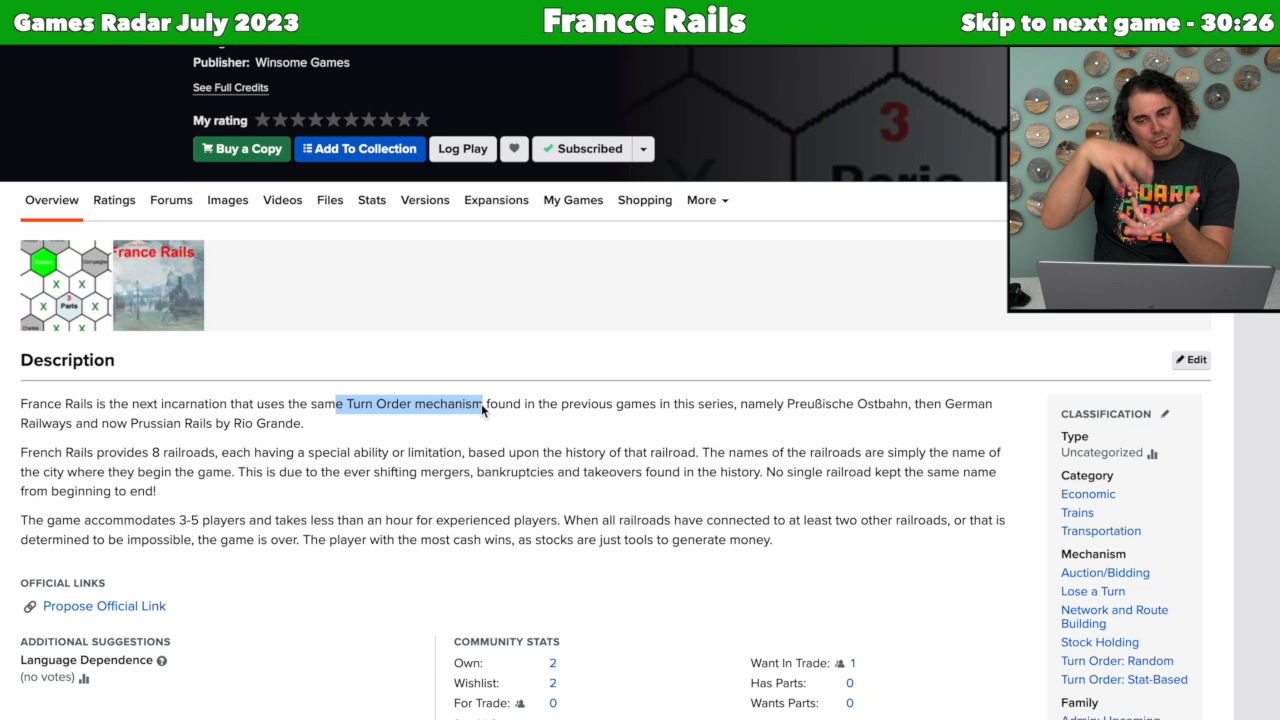 Games Radar July 2023
France Rails
Skip to next game - 30:26
Publisher: Winsome Games
See Full Credits
My rating
Buy a Copy
Add To Collection
Log Play
Subscribed
3
Overview
Ratings
Forums
Images
Videos
Files
Stats
Versions
Expansions
My Games
Shopping
More
3
Paris
X
X
X
X
X
X
France Rails
BOARD
GAME
Description
Edit
France Rails is the next incarnation that uses the same Turn Order mechanism found in the previous games in this series, namely Preußische Ostbahn, then German
Railways and now Prussian Rails by Rio Grande.
French Rails provides 8 railroads, each having a special ability or limitation, based upon the history of that railroad. The names of the railroads are simply the name of
the city where they begin the game. This is due to the ever shifting mergers, bankruptcies and takeovers found in the history. No single railroad kept the same name
from beginning to end!
The game accommodates 3-5 players and takes less than an hour for experienced players. When all railroads have connected to at least two other railroads, or that is
determined to be impossible, the game is over. The player with the most cash wins, as stocks are just tools to generate money.
OFFICIAL LINKS
Propose Official Link
ADDITIONAL SUGGESTIONS
Language Dependence
(no votes)
COMMUNITY STATS
Own: 2
Wishlist: 2
For Trade: 0
Want In Trade: 1
Has Parts: 0
Wants Parts: 0
CLASSIFICATION
Type
Uncategorized
Category
Economic
Trains
Transportation
Mechanism
Auction/Bidding
Lose a Turn
Network and Route
Building
Stock Holding
Turn Order: Random
Turn Order: Stat-Based
Family